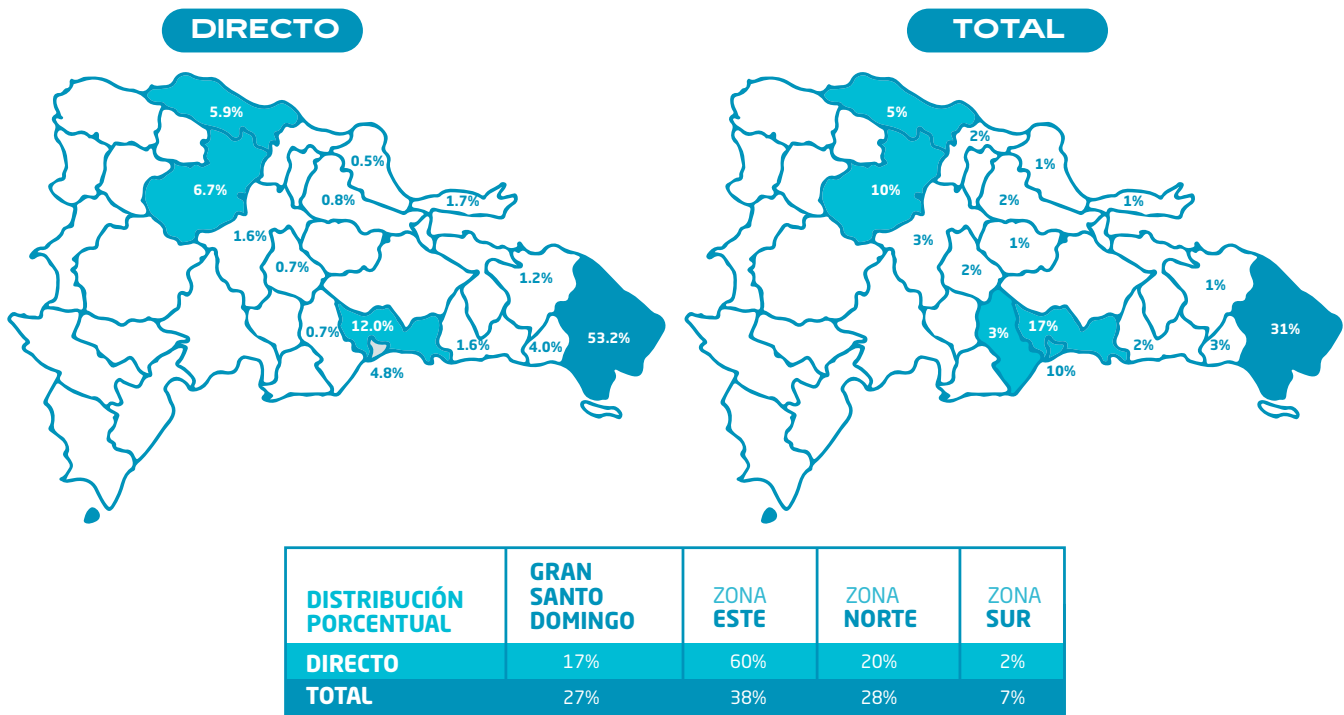 DIRECTO
5.9%
6.7%
0.5%
0.8%
1.7%
1.6%
0.7%
1.2%
0.7%
12.0%
1.6%
4.0%
53.2%
4.8%
TOTAL
5%
2%
10%
1%
2%
1%
3%
1%
2%
1%
3%
17%
2%
3%
31%
10%
DISTRIBUCIÓN
PORCENTUAL
GRAN
SANTO
DOMINGO
ZONA
ESTE
ZONA
NORTE
ZONA
SUR
DIRECTO 17% 60% 20% 2%
TOTAL 27% 38% 28% 7%